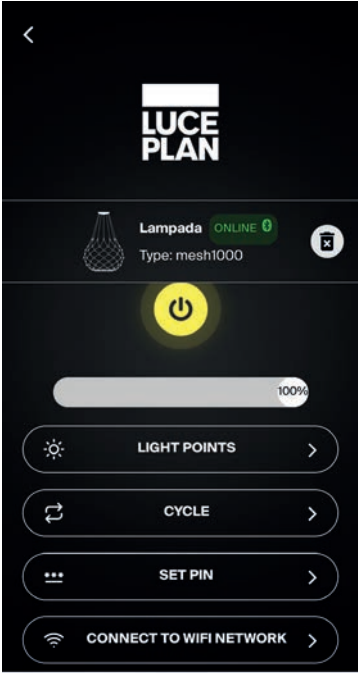 LUCE
PLAN
Lampada ONLINE
Type: mesh1000
100%
LIGHT POINTS
CYCLE
SET PIN
CONNECT TO WIFI NETWORK